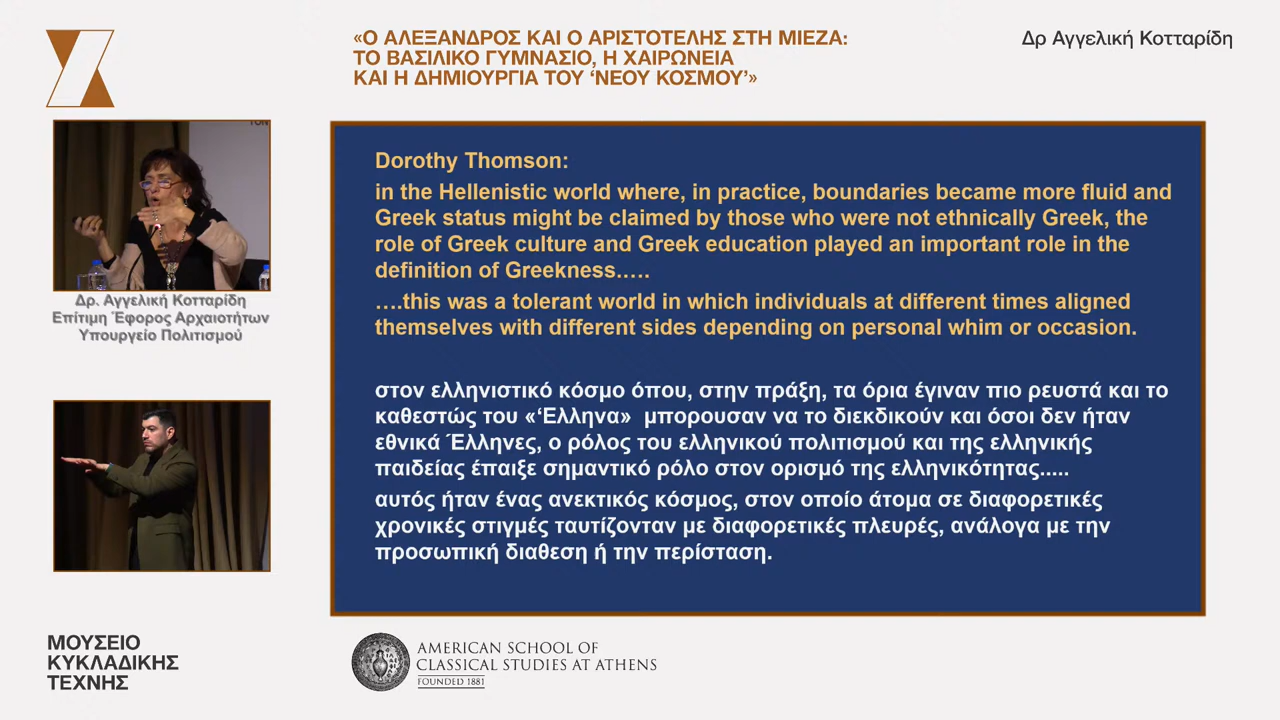 «Ο ΑΛΕΞΑΝΔΡΟΣ ΚΑΙ Ο ΑΡΙΣΤΟΤΕΛΗΣ ΣΤΗ ΜΙΕΖΑ:
ΤΟ ΒΑΣΙΛΙΚΟ ΓΥΜΝΑΣΙΟ, Η ΧΑΙΡΩΝΕΙΑ
ΚΑΙ Η ΔΗΜΙΟΥΡΓΙΑ ΤΟΥ ‘ΝΕΟΥ ΚΟΣΜΟΥ’»
Δρ Αγγελική Κοτταρίδη
Δρ. Αγγελική Κοτταρίδη
Επίτιμη Έφορος Αρχαιοτήτων
Υπουργείο Πολιτισμού
Dorothy Thomson:
in the Hellenistic world where, in practice, boundaries became more fluid and
Greek status might be claimed by those who were not ethnically Greek, the
role of Greek culture and Greek education played an important role in the
definition of Greekness…..
….this was a tolerant world in which individuals at different times aligned
themselves with different sides depending on personal whim or occasion.
στον ελληνιστικό κόσμο όπου, στην πράξη, τα όρια έγιναν πιο ρευστά και το
καθεστώς του «‘Ελληνα» μπορουσαν να το διεκδικούν και όσοι δεν ήταν
εθνικά Έλληνες, ο ρόλος του ελληνικού πολιτισμού και της ελληνικής
παιδείας έπαιξε σημαντικό ρόλο στον ορισμό της ελληνικότητας.....
αυτός ήταν ένας ανεκτικός κόσμος, στον οποίο άτομα σε διαφορετικές
χρονικές στιγμές ταυτίζονταν με διαφορετικές πλευρές, ανάλογα με την
προσωπική διαθεση ή την περίσταση.
ΜΟΥΣΕΙΟ
ΚΥΚΛΑΔΙΚΗΣ
ΤΕΧΝΗΣ
AMERICAN SCHOOL OF
CLASSICAL STUDIES AT ATHENS
FOUNDED 1881